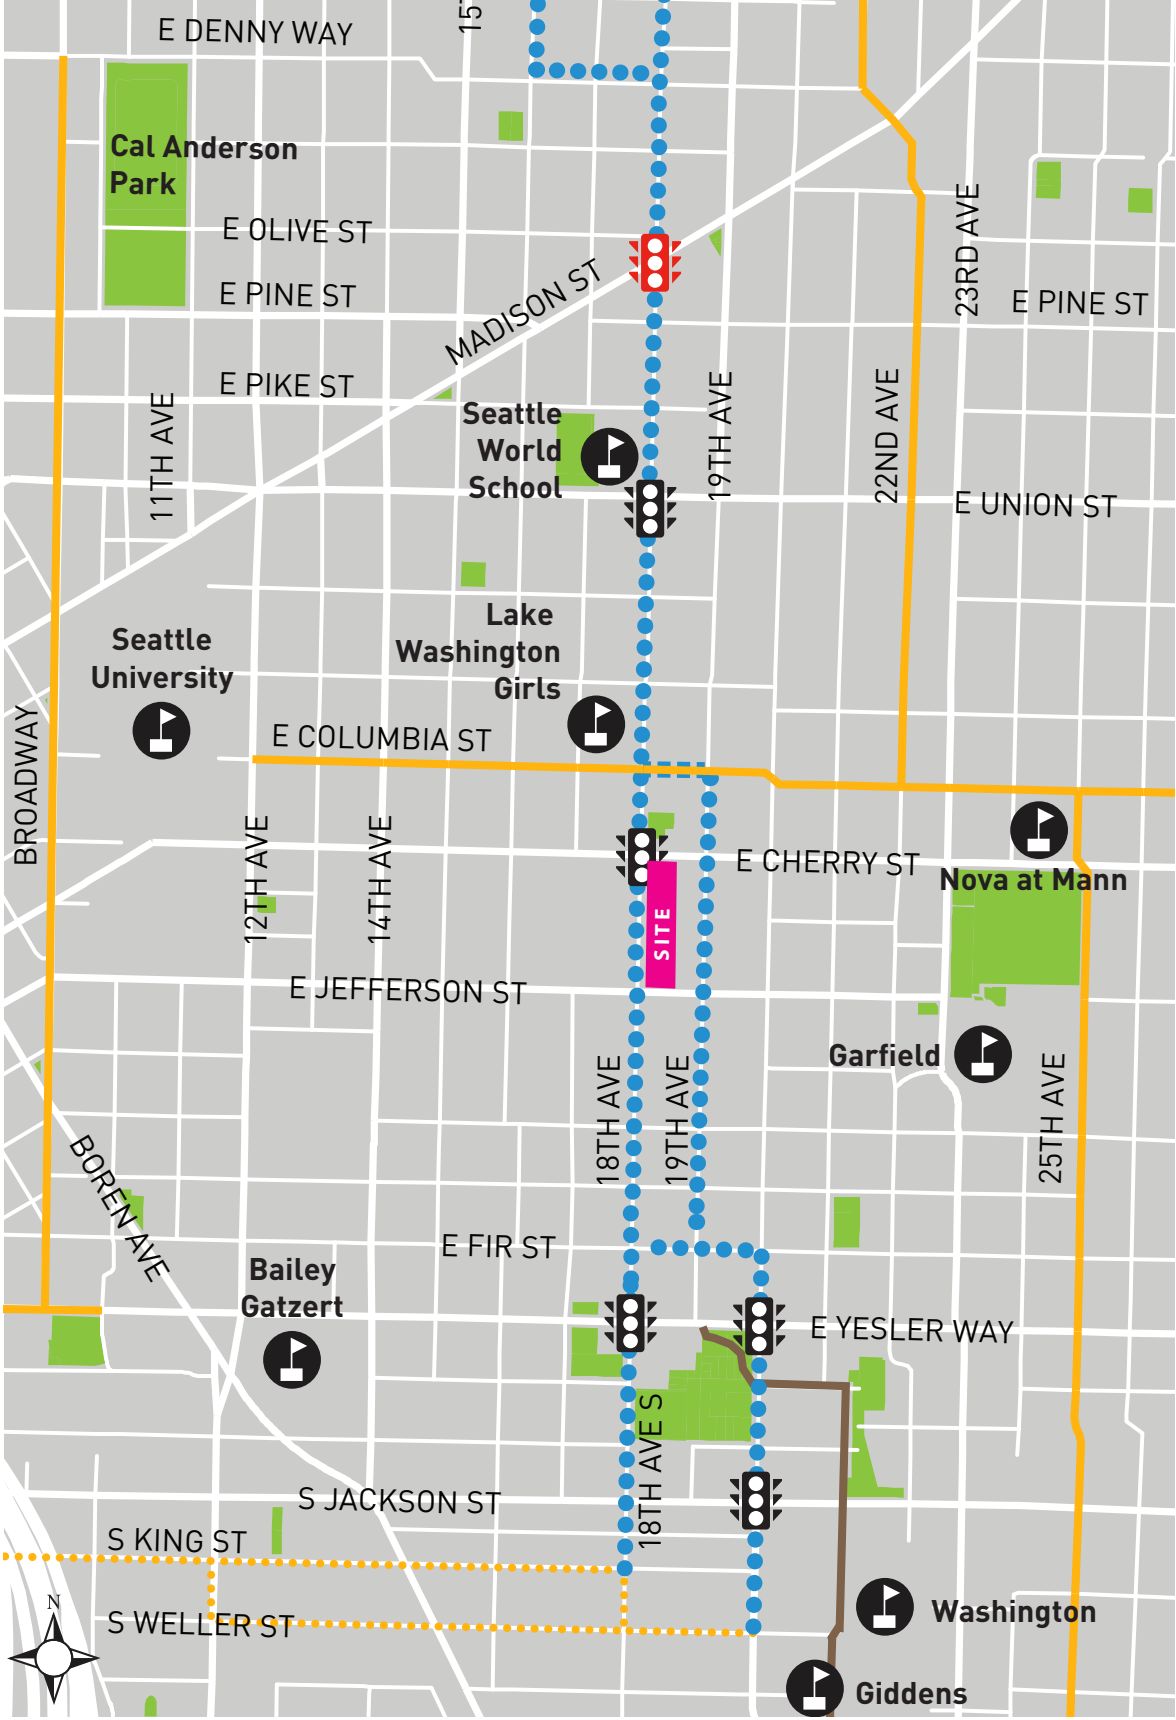 E DENNY WAY
15T
Cal Anderson
Park
E OLIVE ST
23RD AVE
E PINE ST
E PINE ST
MADISON ST
E PIKE ST
11TH AVE
Seattle
World
School
19TH AVE
22ND AVE
E UNION ST
Lake
Washington
Girls
Seattle
University
BROADWAY
E COLUMBIA ST
12TH AVE
14TH AVE
E CHERRY ST
Nova at Mann
SITE
E JEFFERSON ST
Garfield
18TH AVE
19TH AVE
25TH AVE
BOREN AVE
E FIR ST
Bailey
Gatzert
E YESLER WAY
18TH AVE S
S JACKSON ST
S KING ST
N
S WELLER ST
Washington
Giddens